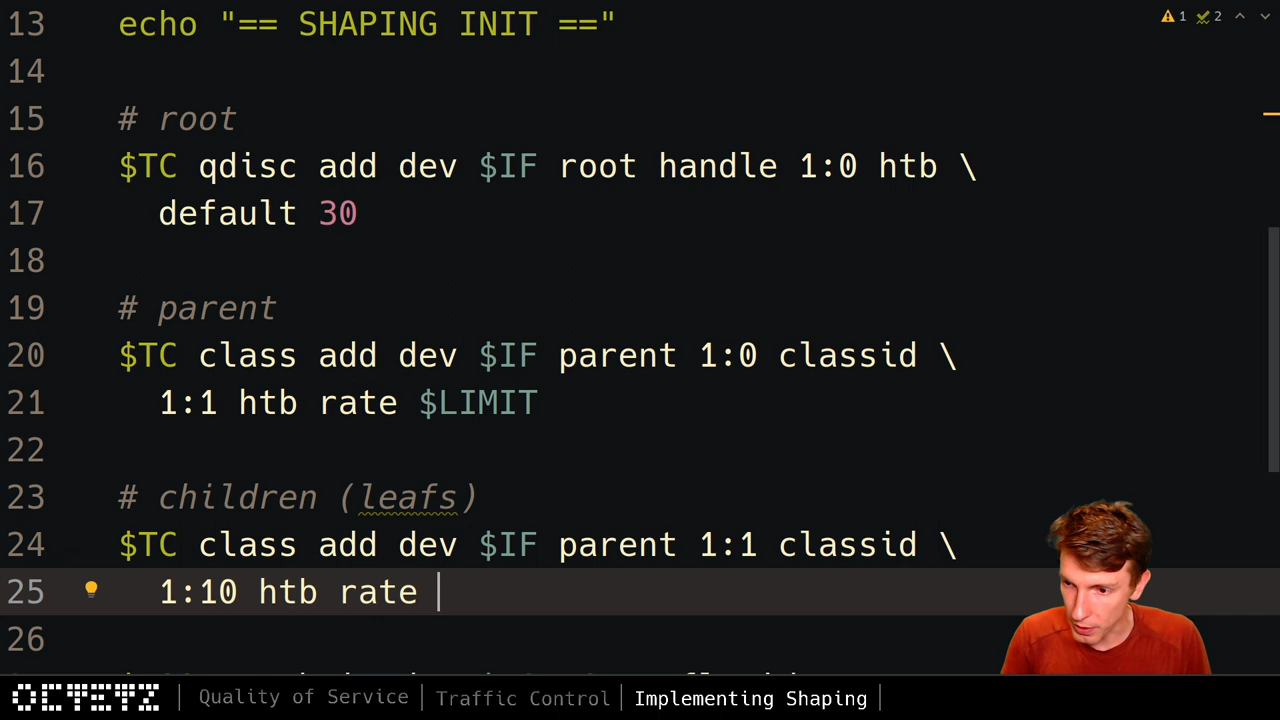 13 echo "== SHAPING INIT =="
1
2
14
15 # root
16 $TC qdisc add dev $IF root handle 1:0 htb \
17 default 30
18
19 # parent
20 $TC class add dev $IF parent 1:0 classid \
21 1:1 htb rate $LIMIT
22
23 # children (leafs)
24 $TC class add dev $IF parent 1:1 classid \
25 1:10 htb rate
26
OCTETZ Quality of Service Traffic Control Implementing Shaping